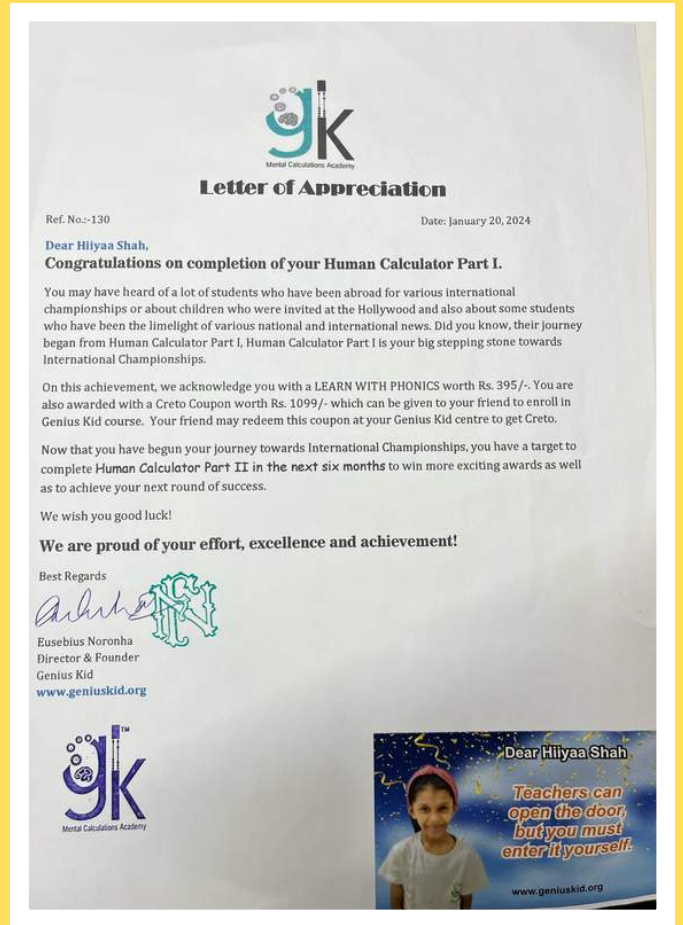 gk
Mental Calculations Academy
Letter of Appreciation
Ref. No.:-130 Date: January 20, 2024
Dear Hiiyaa Shah,
Congratulations on completion of your Human Calculator Part I.
You may have heard of a lot of students who have been abroad for various international
championships or about children who were invited at the Hollywood and also about some students
who have been the limelight of various national and international news. Did you know, their journey
began from Human Calculator Part I, Human Calculator Part I is your big stepping stone towards
International Championships.
On this achievement, we acknowledge you with a LEARN WITH PHONICS worth Rs. 395/-. You are
also awarded with a Creto Coupon worth Rs. 1099/- which can be given to your friend to enroll in
Genius Kid course. Your friend may redeem this coupon at your Genius Kid centre to get Creto.
Now that you have begun your journey towards International Championships, you have a target to
complete Human Calculator Part II in the next six months to win more exciting awards as well
as to achieve your next round of success.
We wish you good luck!
We are proud of your effort, excellence and achievement!
Best Regards
Eusebius Noronha
Director & Founder
Genius Kid
www.geniuskid.org
gk TM
Mental Calculations Academy
Dear Hiiyaa Shah
Teachers can
open the door,
but you must
enter it yourself.
www.geniuskid.org